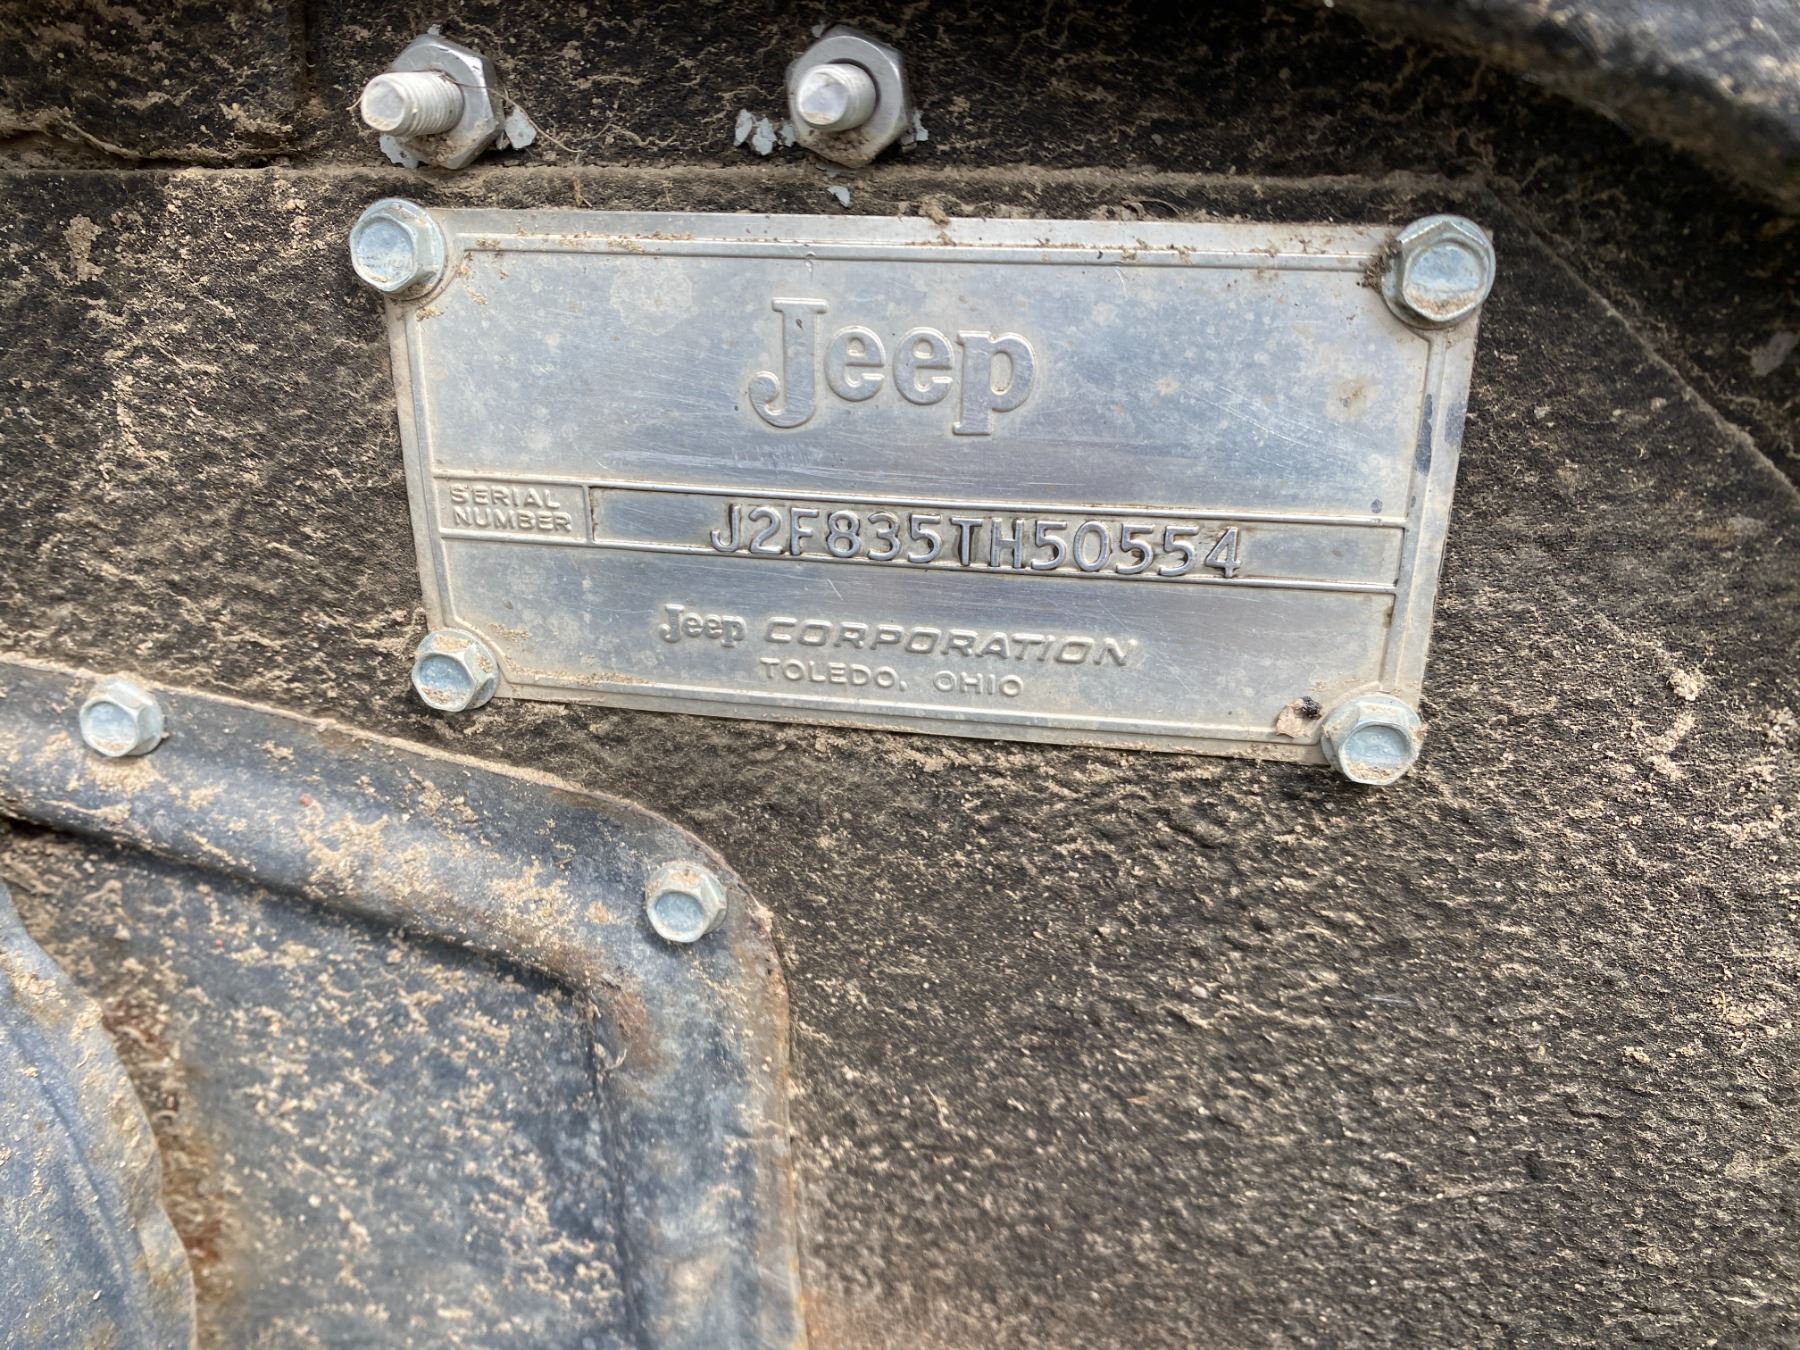 Jeep
SERIAL
NUMBER
J2F835TH50554
Jeep CORPORATION
TOLEDO, OHIO